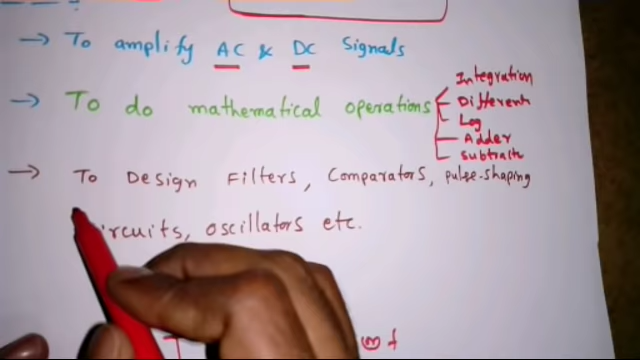 → To amplify AC & DC Signals
→ To do mathematical operations
Integration
Different
Log
Adder
Subtract
→ To Design Filters, Comparators, pulse-shaping
ircuits, oscillators etc.